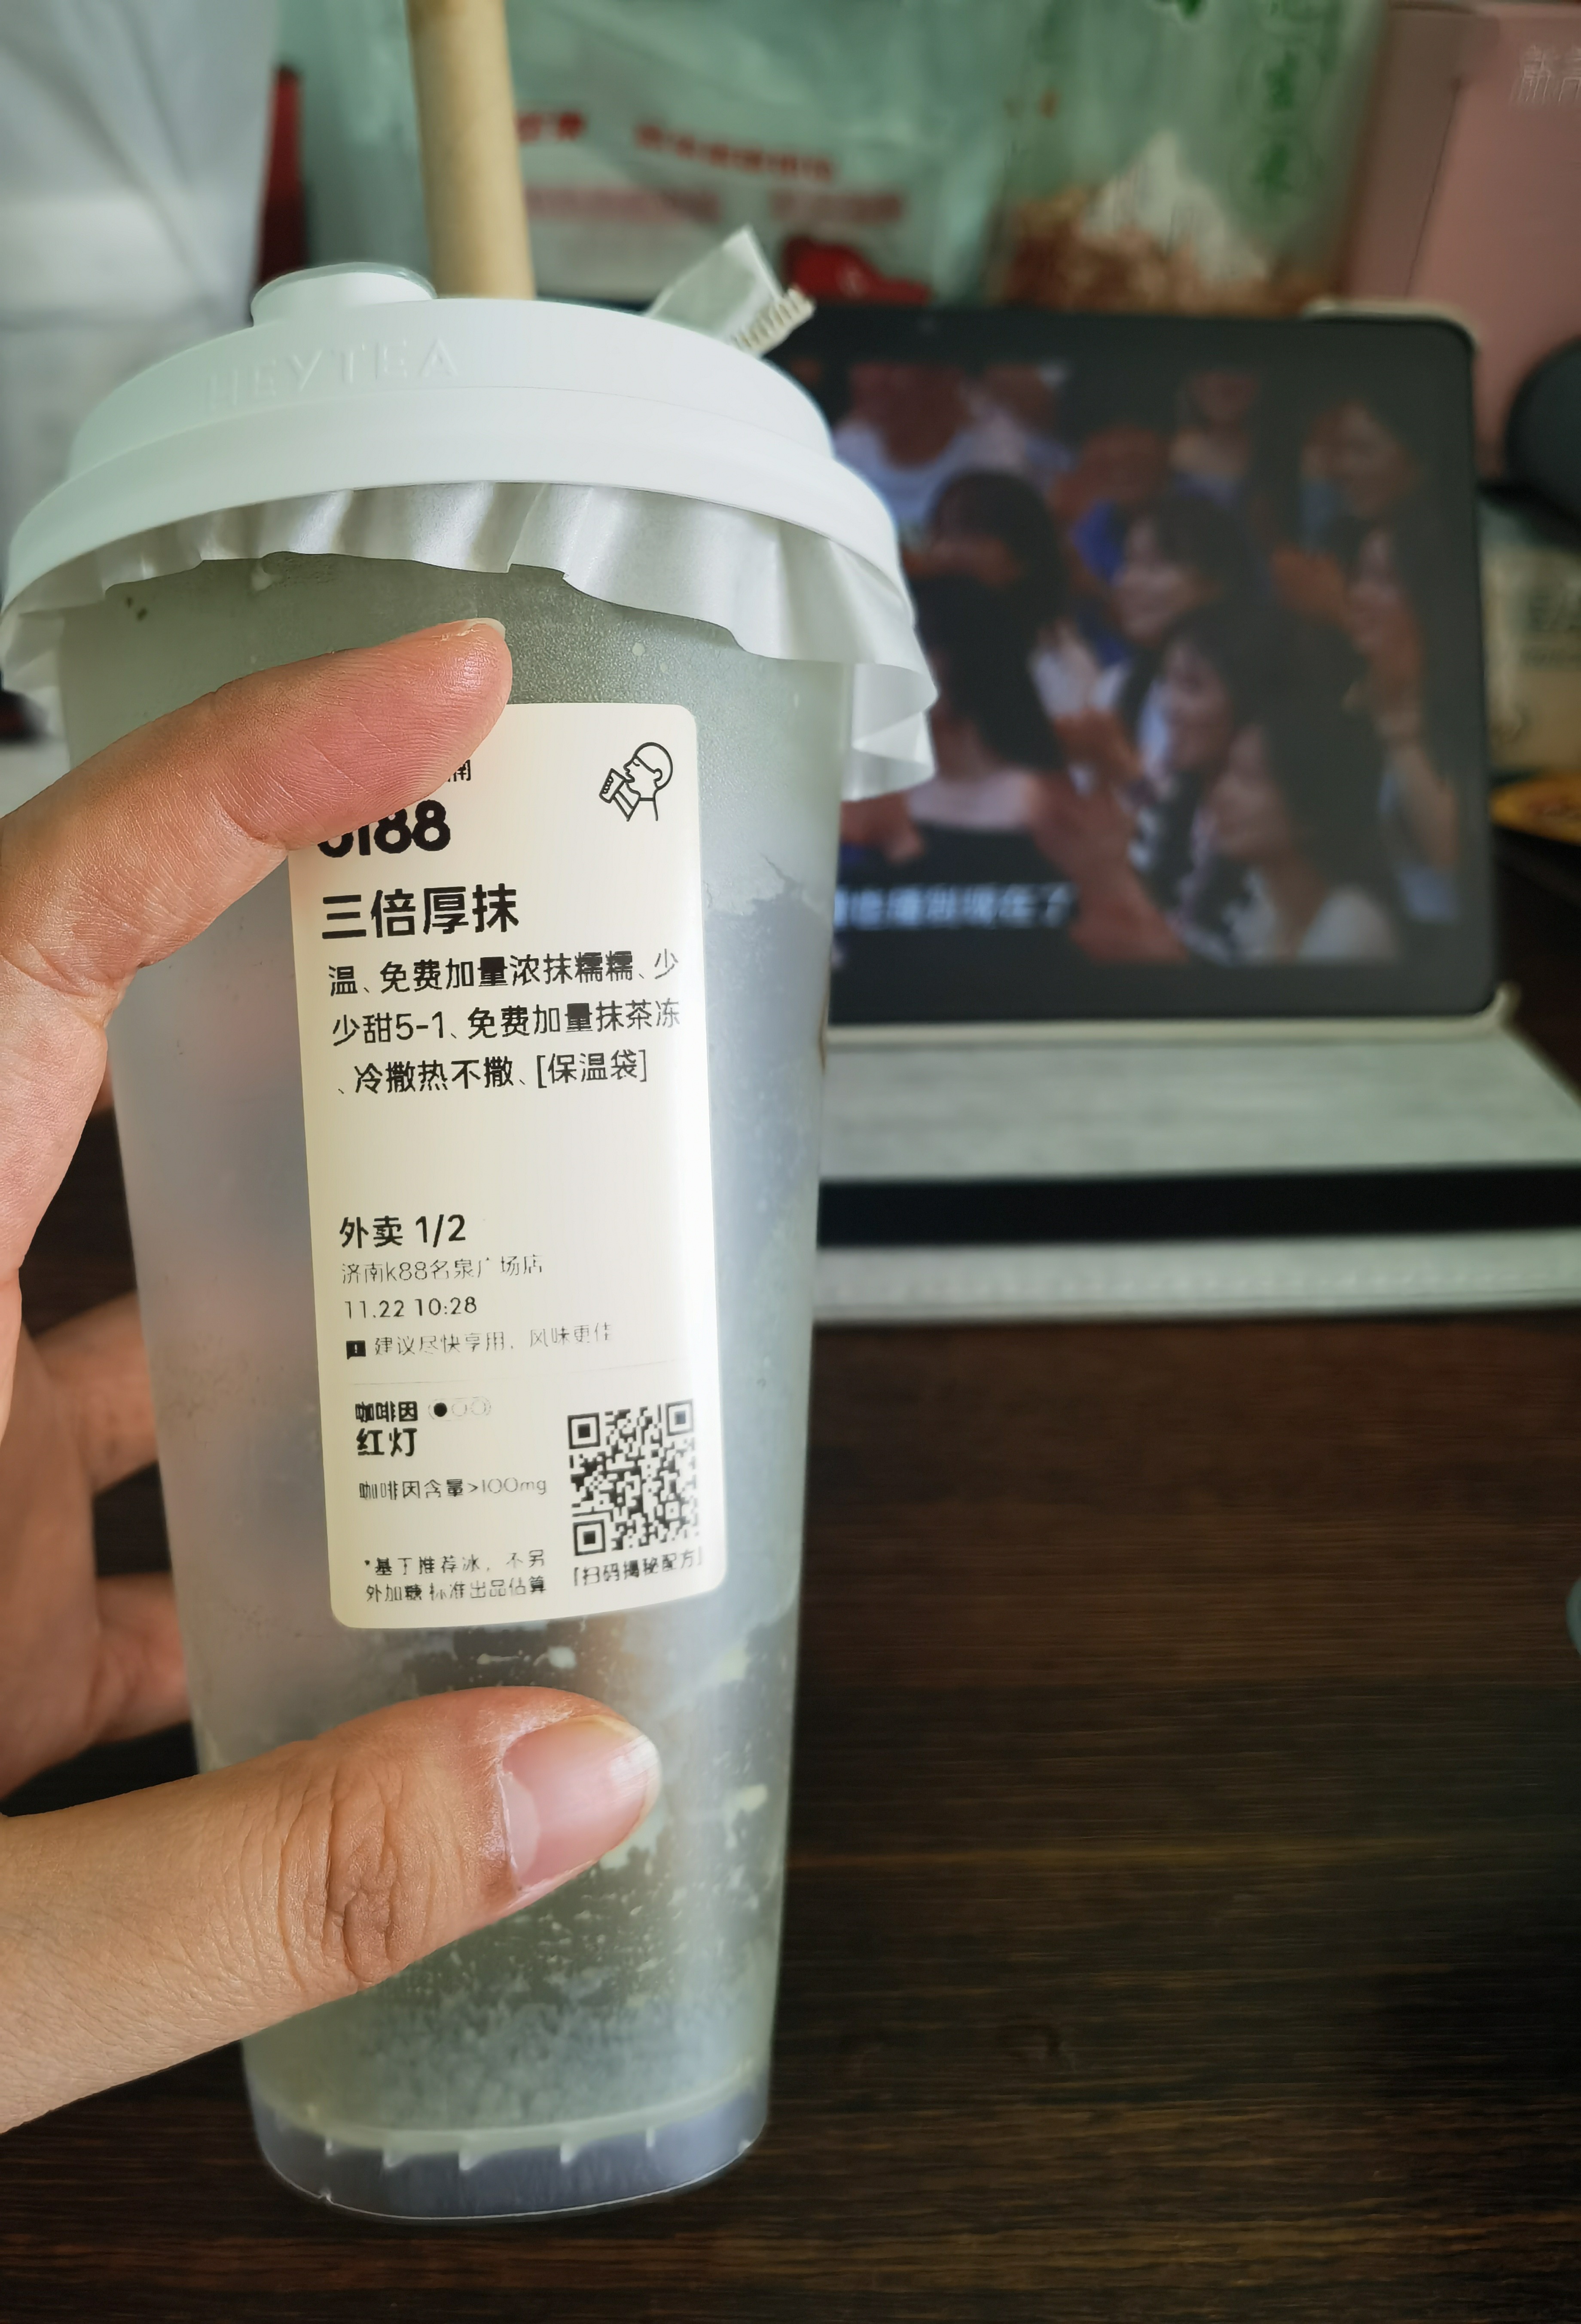 HEYTEA
三倍厚抹
温、免费加量浓抹糯糯、少
少甜5-1、免费加量抹茶冻
、冷撒热不撒、[保温袋]
外卖 1/2
济南k88名泉广场店
11.22 10:28
建议尽快享用，风味更佳
咖啡因
红灯
咖啡因含量>100mg
*基于推荐冰，不另
外加糖标准出品估算
[扫码揭秘配方]